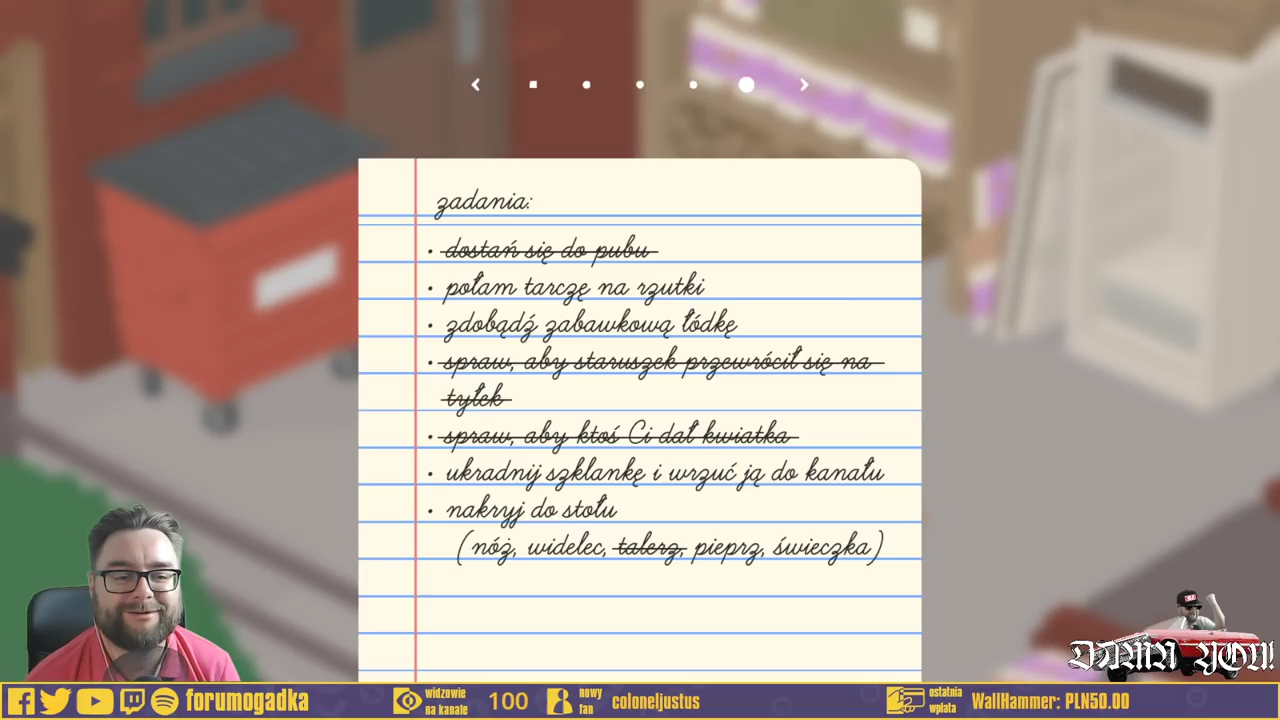 zadania:
• dostań się do pubu
• połam tarczę na rzutki
• zdobądź zabawkową łódkę
• spraw, aby staruszek przewrócił się na
tyłek
• spraw, aby ktoś Ci dał kwiatka
• ukradnij szklankę i wrzuć ją do kanału
• nakryj do stołu
(nóż, widelec, talerz, pieprz, świeczka)
DAMN YOU!
forumogadka
widzowie
na kanale
100
nowy
fan
coloneljustus
ostatnia
wpłata
WallHammer: PLN50.00